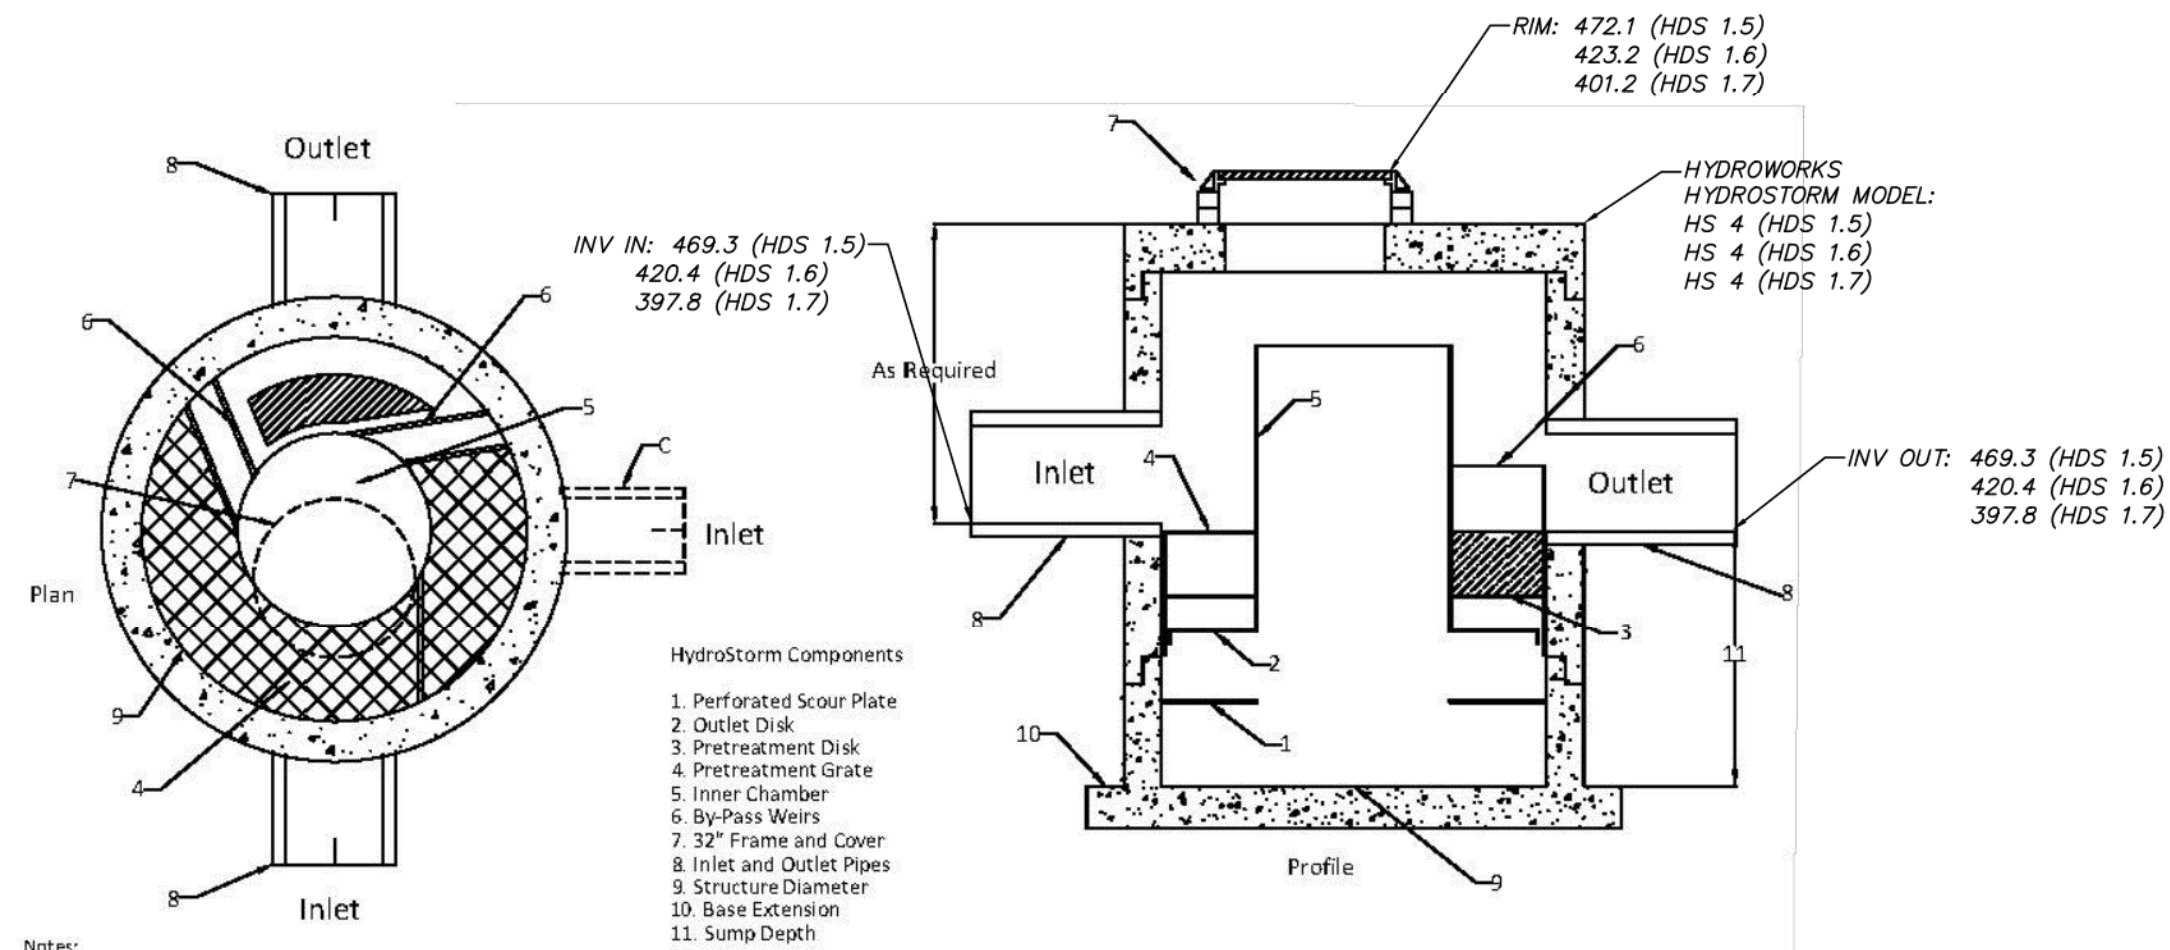 RIM: 472.1 (HDS 1.5)
423.2 (HDS 1.6)
401.2 (HDS 1.7)
7
Outlet
8
HYDROWORKS
HYDROSTORM MODEL:
HS 4 (HDS 1.5)
HS 4 (HDS 1.6)
HS 4 (HDS 1.7)
INV IN: 469.3 (HDS 1.5)
420.4 (HDS 1.6)
397.8 (HDS 1.7)
6
6
6
As Required
5
5
C
7
Inlet
4
Inlet
Outlet
INV OUT: 469.3 (HDS 1.5)
420.4 (HDS 1.6)
397.8 (HDS 1.7)
Plan
8
8
3
2
11
9
10
1
4
HydroStorm Components
1. Perforated Scour Plate
2. Outlet Disk
3. Pretreatment Disk
4. Pretreatment Grate
5. Inner Chamber
6. By-Pass Weirs
7. 32" Frame and Cover
8. Inlet and Outlet Pipes
9. Structure Diameter
10. Base Extension
11. Sump Depth
Profile
9
8
Inlet
Notes: